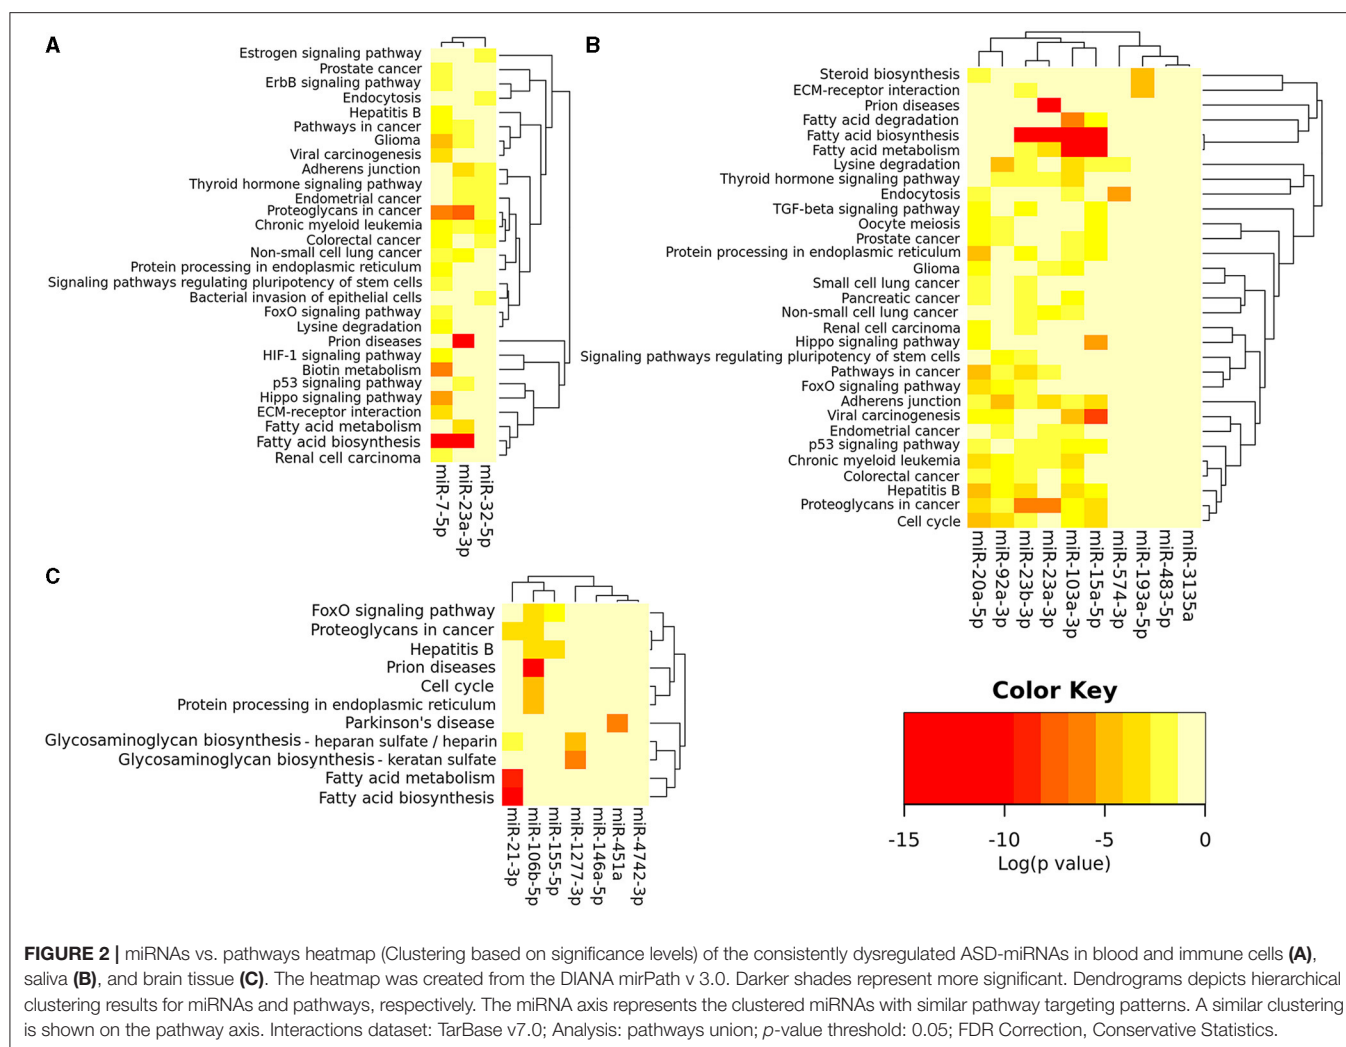 A
Estrogen signaling pathway
Prostate cancer
ErbB signaling pathway
Endocytosis
Hepatitis B
Pathways in cancer
Glioma
Viral carcinogenesis
Adherens junction
Thyroid hormone signaling pathway
Endometrial cancer
Proteoglycans in cancer
Chronic myeloid leukemia
Colorectal cancer
Non-small cell lung cancer
Protein processing in endoplasmic reticulum
Signaling pathways regulating pluripotency of stem cells
Bacterial invasion of epithelial cells
FoxO signaling pathway
Lysine degradation
Prion diseases
HIF-1 signaling pathway
Biotin metabolism
p53 signaling pathway
Hippo signaling pathway
ECM-receptor interaction
Fatty acid metabolism
Fatty acid biosynthesis
Renal cell carcinoma
miR-7-5p
miR-23a-3p
miR-32-5p
B
Steroid biosynthesis
ECM-receptor interaction
Prion diseases
Fatty acid degradation
Fatty acid biosynthesis
Fatty acid metabolism
Lysine degradation
Thyroid hormone signaling pathway
Endocytosis
TGF-beta signaling pathway
Oocyte meiosis
Prostate cancer
Protein processing in endoplasmic reticulum
Glioma
Small cell lung cancer
Pancreatic cancer
Non-small cell lung cancer
Renal cell carcinoma
Hippo signaling pathway
Signaling pathways regulating pluripotency of stem cells
Pathways in cancer
FoxO signaling pathway
Adherens junction
Viral carcinogenesis
Endometrial cancer
p53 signaling pathway
Chronic myeloid leukemia
Colorectal cancer
Hepatitis B
Proteoglycans in cancer
Cell cycle
miR-20a-5p
miR-92a-3p
miR-23b-3p
miR-23a-3p
miR-103a-3p
miR-15a-5p
miR-574-3p
miR-193a-5p
miR-483-5p
miR-3135a
C
FoxO signaling pathway
Proteoglycans in cancer
Hepatitis B
Prion diseases
Cell cycle
Protein processing in endoplasmic reticulum
Parkinson's disease
Glycosaminoglycan biosynthesis - heparan sulfate / heparin
Glycosaminoglycan biosynthesis - keratan sulfate
Fatty acid metabolism
Fatty acid biosynthesis
miR-21-3p
miR-106b-5p
miR-155-5p
miR-1277-3p
miR-146a-5p
miR-451a
miR-4742-3p
Color Key
-15 -10 -5 0
Log(p value)
FIGURE 2 | miRNAs vs. pathways heatmap (Clustering based on significance levels) of the consistently dysregulated ASD-miRNAs in blood and immune cells (A),
saliva (B), and brain tissue (C). The heatmap was created from the DIANA mirPath v 3.0. Darker shades represent more significant. Dendrograms depicts hierarchical
clustering results for miRNAs and pathways, respectively. The miRNA axis represents the clustered miRNAs with similar pathway targeting patterns. A similar clustering
is shown on the pathway axis. Interactions dataset: TarBase v7.0; Analysis: pathways union; p-value threshold: 0.05; FDR Correction, Conservative Statistics.